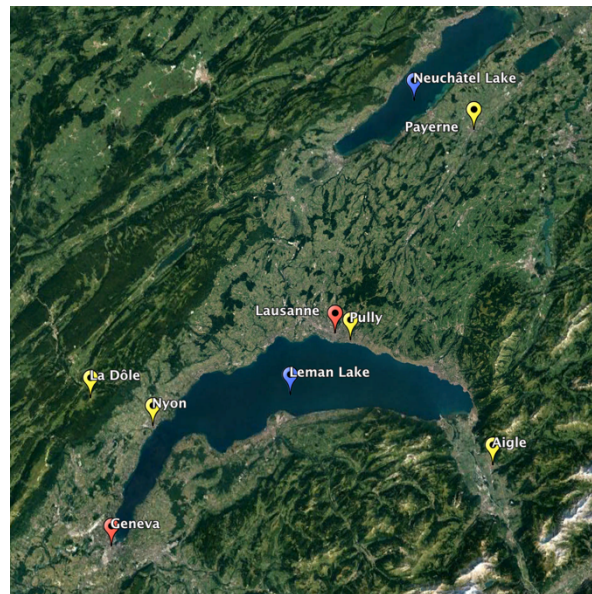 Neuchâtel Lake
Payerne
Lausanne
Pully
La Dôle
Leman Lake
Nyon
Aigle
Geneva